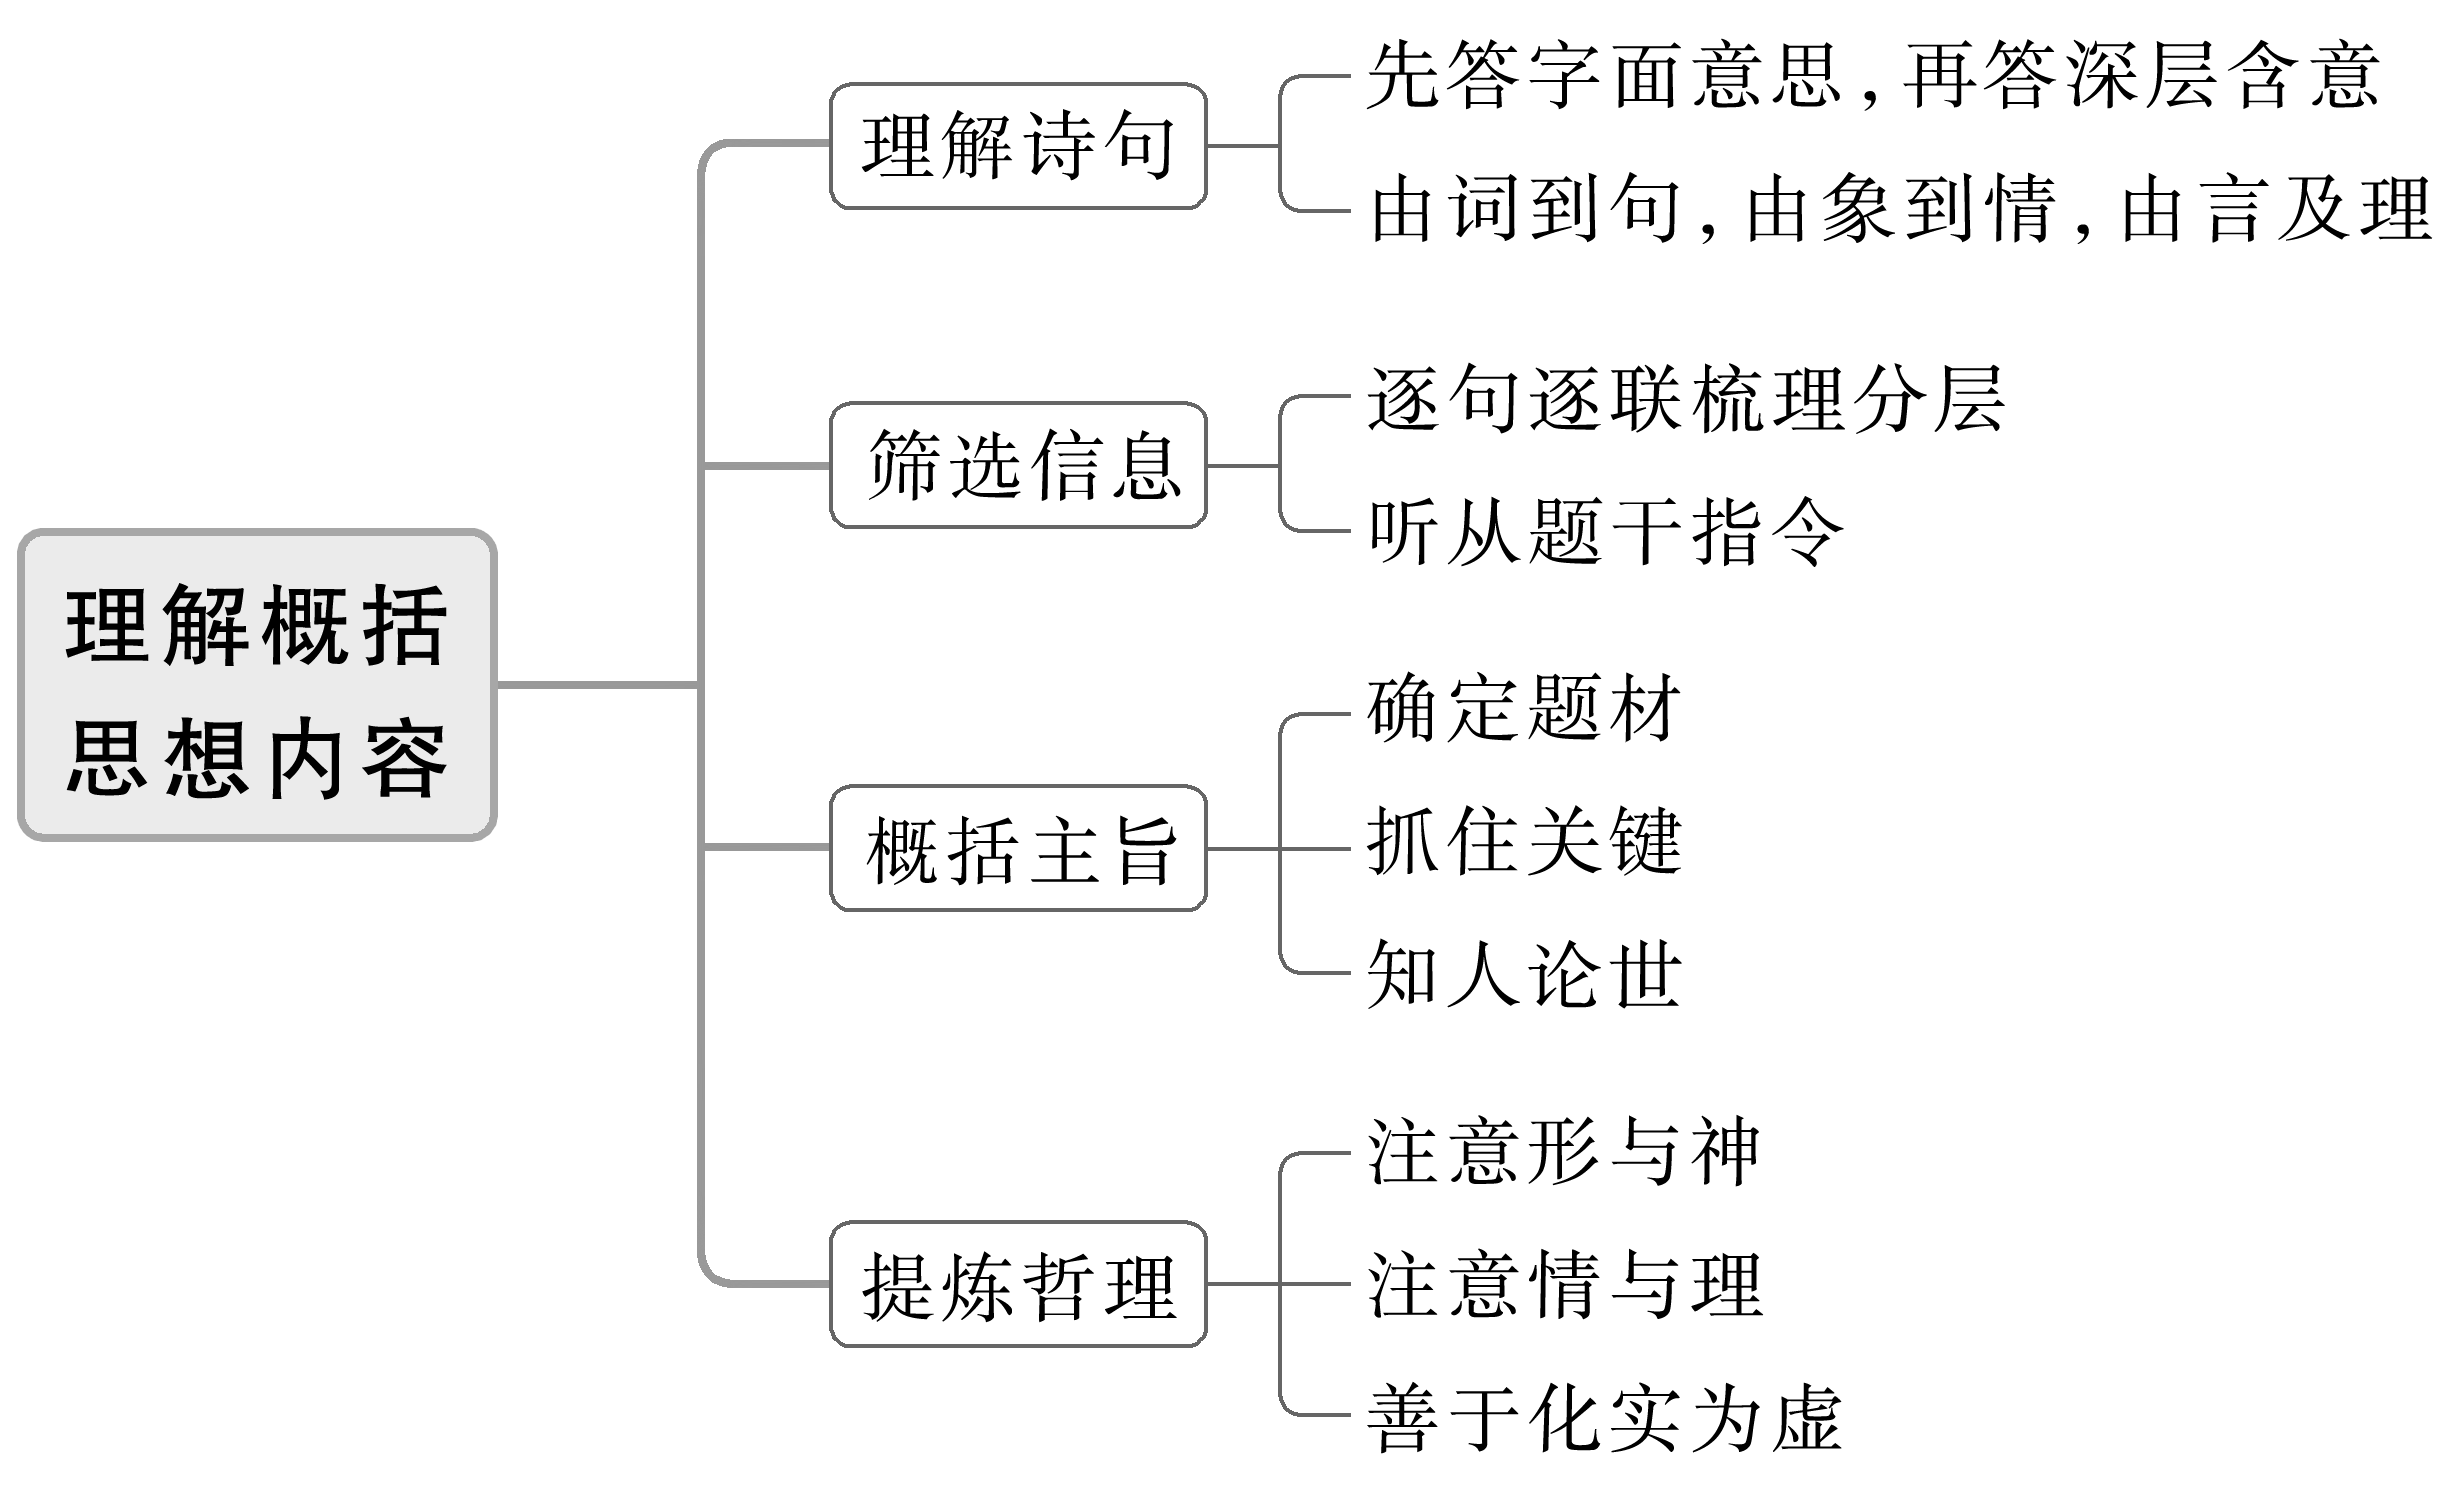 理解概括
思想内容
理解诗句
先答字面意思,再答深层含意
由词到句,由象到情,由言及理
筛选信息
逐句逐联梳理分层
听从题干指令
概括主旨
确定题材
抓住关键
知人论世
提炼哲理
注意形与神
注意情与理
善于化实为虚